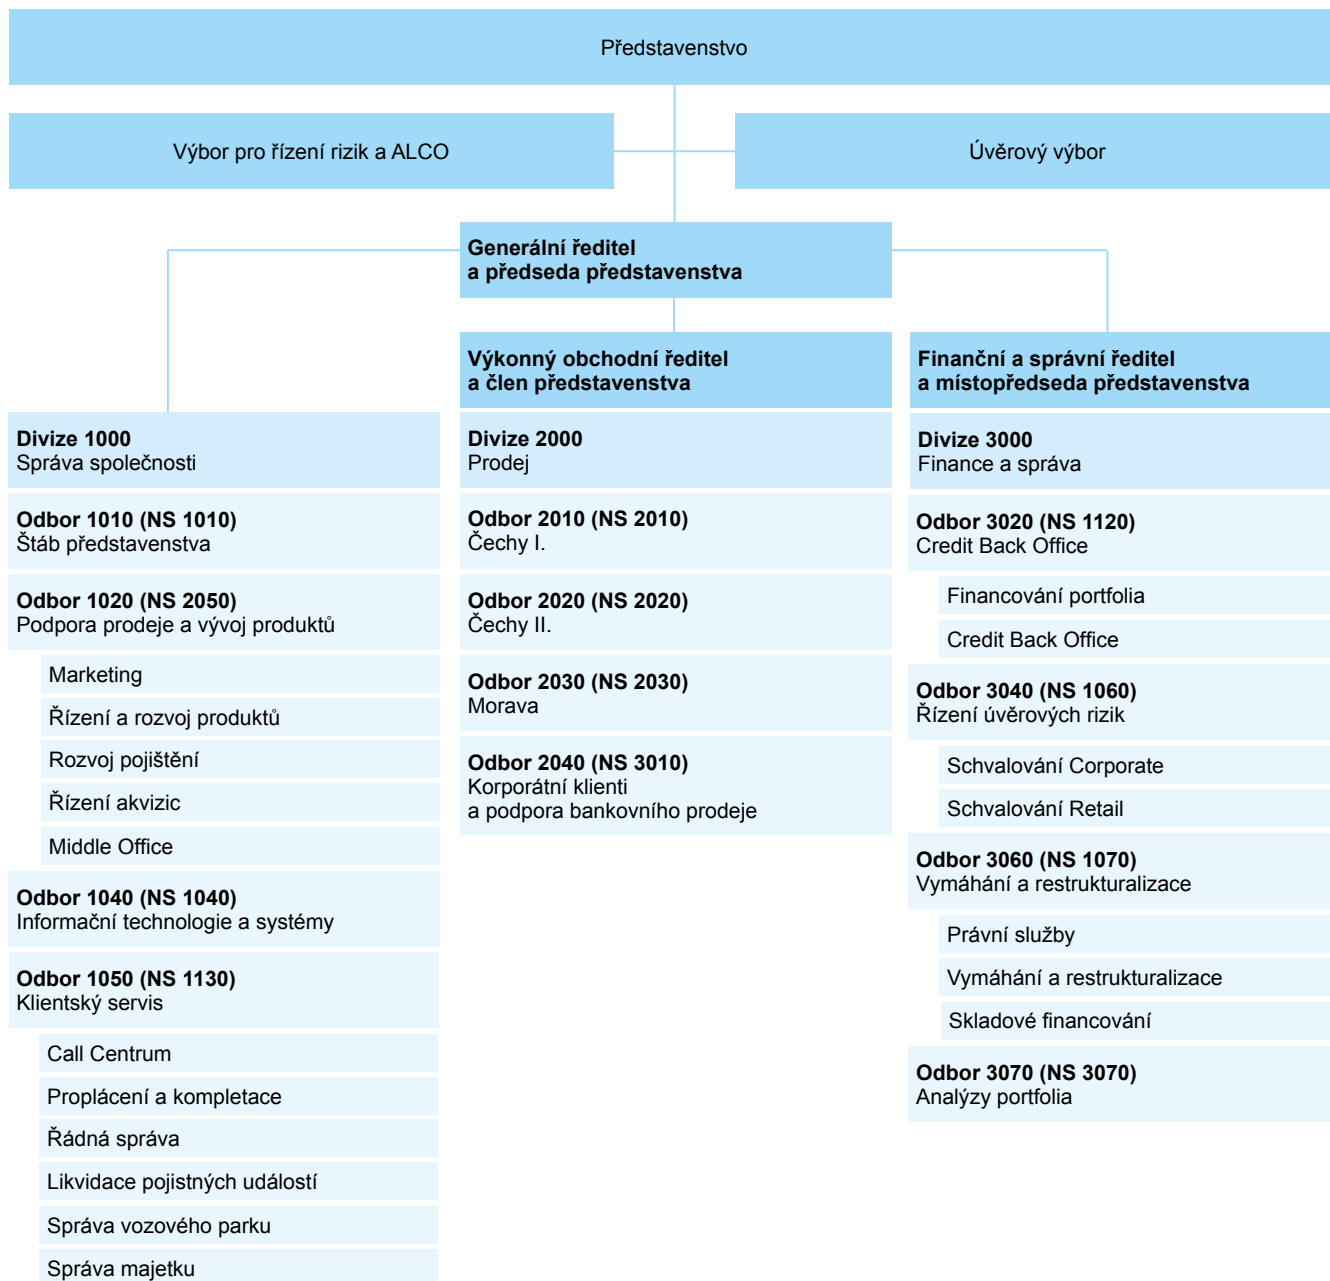 Představenstvo
Výbor pro řízení rizik a ALCO
Úvěrový výbor
Generální ředitel
a předseda představenstva
Výkonný obchodní ředitel
a člen představenstva
Finanční a správní ředitel
a místopředseda představenstva
Divize 1000
Správa společnosti
Odbor 1010 (NS 1010)
Štáb představenstva
Odbor 1020 (NS 2050)
Podpora prodeje a vývoj produktů
Marketing
Řízení a rozvoj produktů
Rozvoj pojištění
Řízení akvizic
Middle Office
Odbor 1040 (NS 1040)
Informační technologie a systémy
Odbor 1050 (NS 1130)
Klientský servis
Call Centrum
Proplácení a kompletace
Řádná správa
Likvidace pojistných událostí
Správa vozového parku
Správa majetku
Divize 2000
Prodej
Odbor 2010 (NS 2010)
Čechy I.
Odbor 2020 (NS 2020)
Čechy II.
Odbor 2030 (NS 2030)
Morava
Odbor 2040 (NS 3010)
Korporátní klienti
a podpora bankovního prodeje
Divize 3000
Finance a správa
Odbor 3020 (NS 1120)
Credit Back Office
Financování portfolia
Credit Back Office
Odbor 3040 (NS 1060)
Řízení úvěrových rizik
Schvalování Corporate
Schvalování Retail
Odbor 3060 (NS 1070)
Vymáhání a restrukturalizace
Právní služby
Vymáhání a restrukturalizace
Skladové financování
Odbor 3070 (NS 3070)
Analýzy portfolia